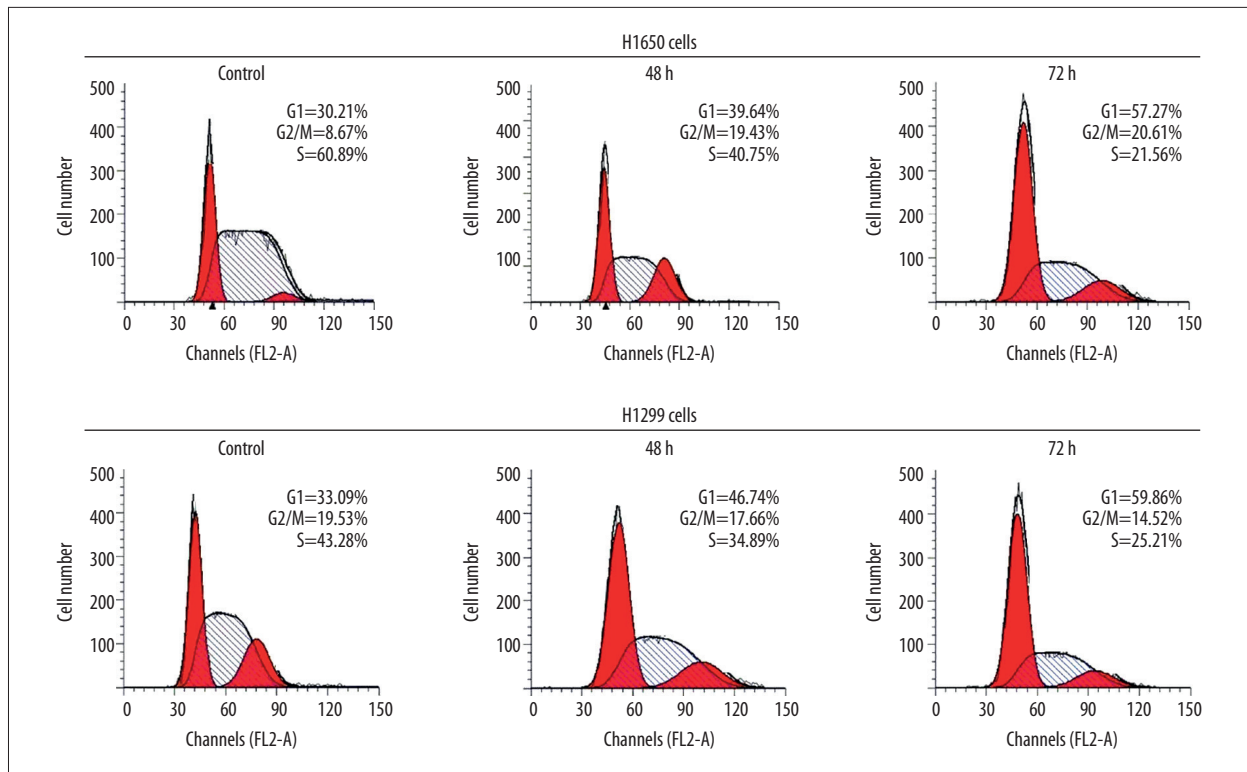 H1650 cells
Control
48 h
72 h
500
400
300
200
100
Cell number
G1=30.21%
G2/M=8.67%
S=60.89%
0 30 60 90 120 150
Channels (FL2-A)
500
400
300
200
100
Cell number
G1=39.64%
G2/M=19.43%
S=40.75%
0 30 60 90 120 150
Channels (FL2-A)
500
400
300
200
100
Cell number
G1=57.27%
G2/M=20.61%
S=21.56%
0 30 60 90 120 150
Channels (FL2-A)
H1299 cells
Control
48 h
72 h
500
400
300
200
100
Cell number
G1=33.09%
G2/M=19.53%
S=43.28%
0 30 60 90 120 150
Channels (FL2-A)
500
400
300
200
100
Cell number
G1=46.74%
G2/M=17.66%
S=34.89%
0 30 60 90 120 150
Channels (FL2-A)
500
400
300
200
100
Cell number
G1=59.86%
G2/M=14.52%
S=25.21%
0 30 60 90 120 150
Channels (FL2-A)